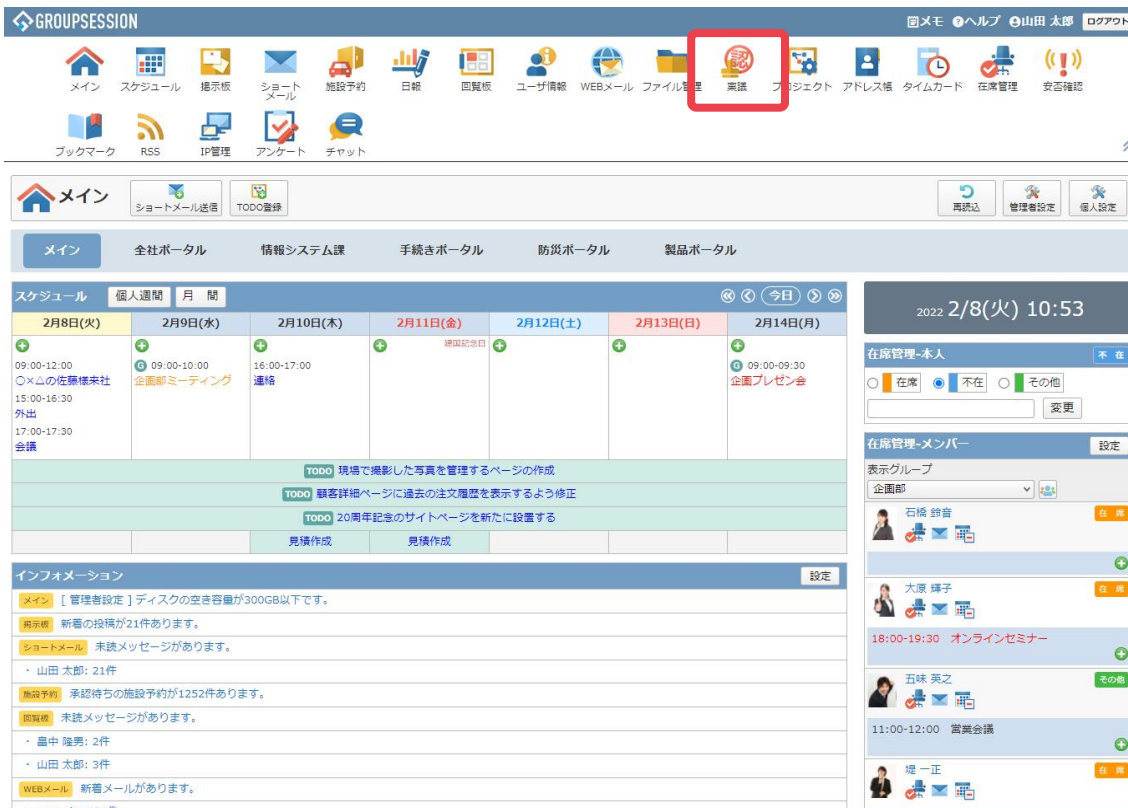 GROUPSESSION
メモ ヘルプ 山田 太郎 ログアウト
メイン スケジュール 掲示板 ショートメール 施設予約 日報 回覧板 ユーザ情報 WEBメール ファイル管理 稟議 プロジェクト アドレス帳 タイムカード 在席管理 安否確認
ブックマーク RSS IP管理 アンケート チャット
メイン ショートメール送信 TODO登録 再読込 管理者設定 個人設定
メイン 全社ポータル 情報システム課 手続きポータル 防災ポータル 製品ポータル
スケジュール 個人週間 月 間 今日
2月8日(火) 2月9日(水) 2月10日(木) 2月11日(金) 2月12日(土) 2月13日(日) 2月14日(月)
建国記念日
09:00-12:00 G 09:00-10:00 16:00-17:00 G 09:00-09:30
○×△の佐藤様来社 企画部ミーティング 連絡 企画プレゼン会
15:00-16:30
外出
17:00-17:30
会議
TODO 現場で撮影した写真を管理するページの作成
TODO 顧客詳細ページに過去の注文履歴を表示するよう修正
TODO 20周年記念のサイトページを新たに設置する
見積作成 見積作成
インフォメーション 設定
メイン [ 管理者設定 ] ディスクの空き容量が300GB以下です。
掲示板 新着の投稿が21件あります。
ショートメール 未読メッセージがあります。
・ 山田 太郎: 21件
施設予約 承認待ちの施設予約が1252件あります。
回覧板 未読メッセージがあります。
・ 畠中 隆男: 2件
・ 山田 太郎: 3件
WEBメール 新着メールがあります。
2022 2/8(火) 10:53
在席管理-本人 不 在
在席 不在 その他
変更
在席管理-メンバー 設定
表示グループ
企画部
石橋 鈴音 在 席
大原 輝子 在 席
18:00-19:30 オンラインセミナー
五味 英之 その他
11:00-12:00 営業会議
堤 一正 在 席